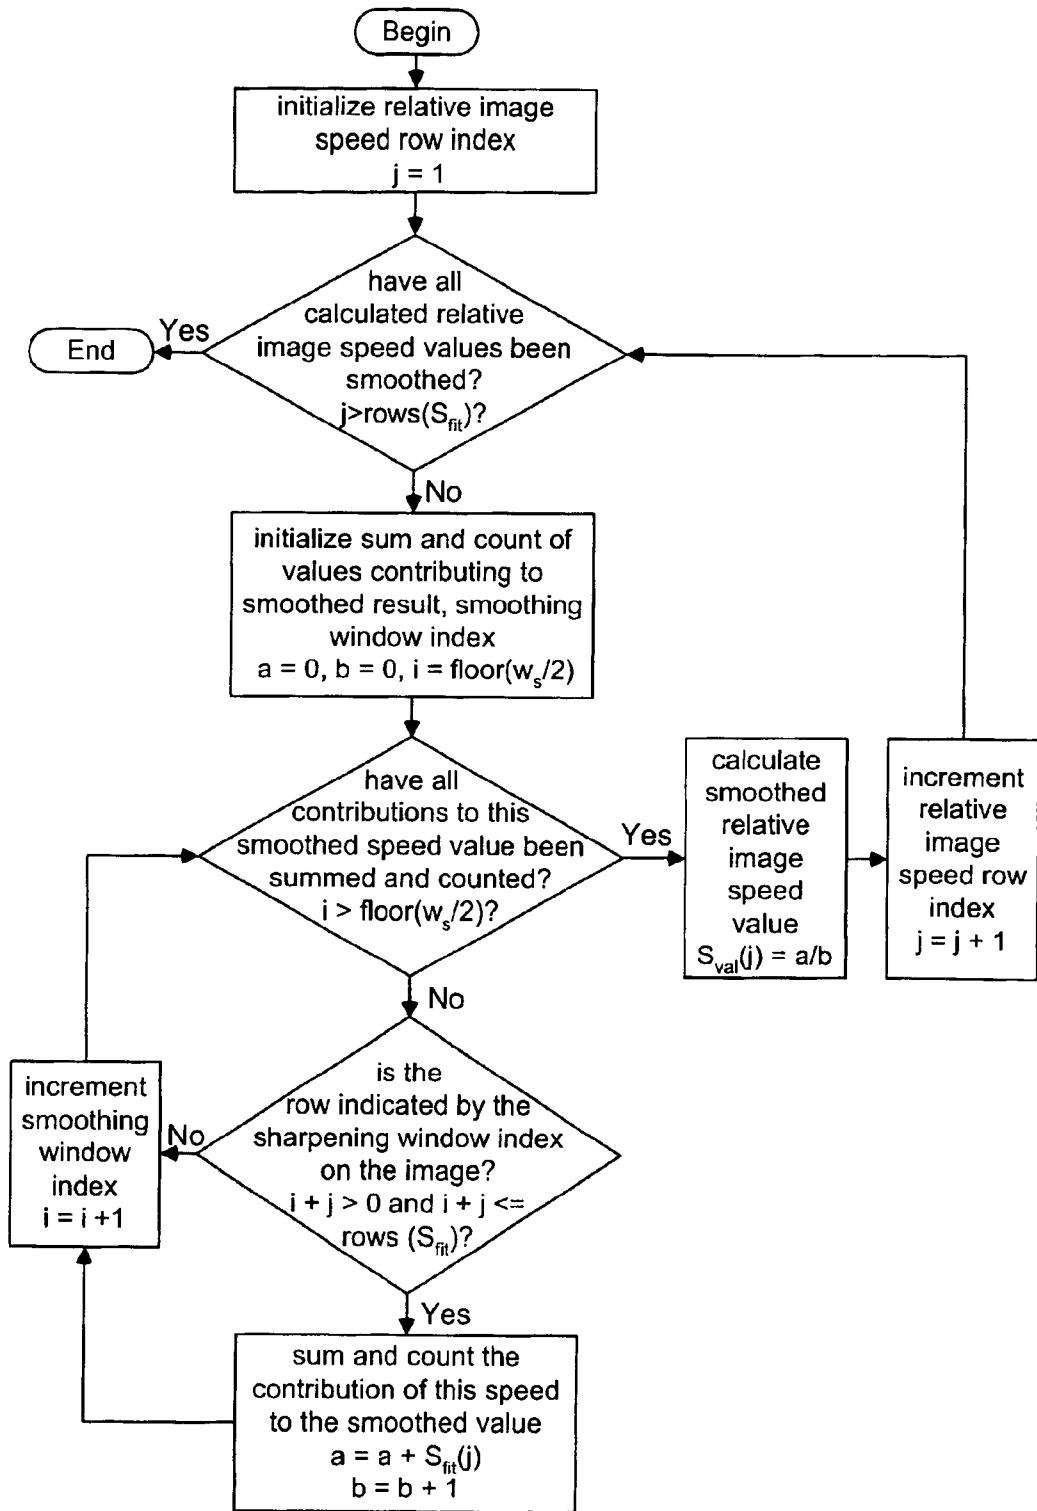 Begin
initialize relative image
speed row index
j = 1
have all
calculated relative
image speed values been
smoothed?
j>rows(S_fit)?
Yes
End
No
initialize sum and count of
values contributing to
smoothed result, smoothing
window index
a = 0, b = 0, i = floor(w_s/2)
have all
contributions to this
smoothed speed value been
summed and counted?
i > floor(w_s/2)?
Yes
calculate
smoothed
relative
image
speed
value
S_val(j) = a/b
increment
relative
image
speed row
index
j = j + 1
No
is the
row indicated by the
sharpening window index
on the image?
i + j > 0 and i + j <=
rows (S_fit)?
No
increment
smoothing
window
index
i = i +1
Yes
sum and count the
contribution of this speed
to the smoothed value
a = a + S_fit(j)
b = b + 1